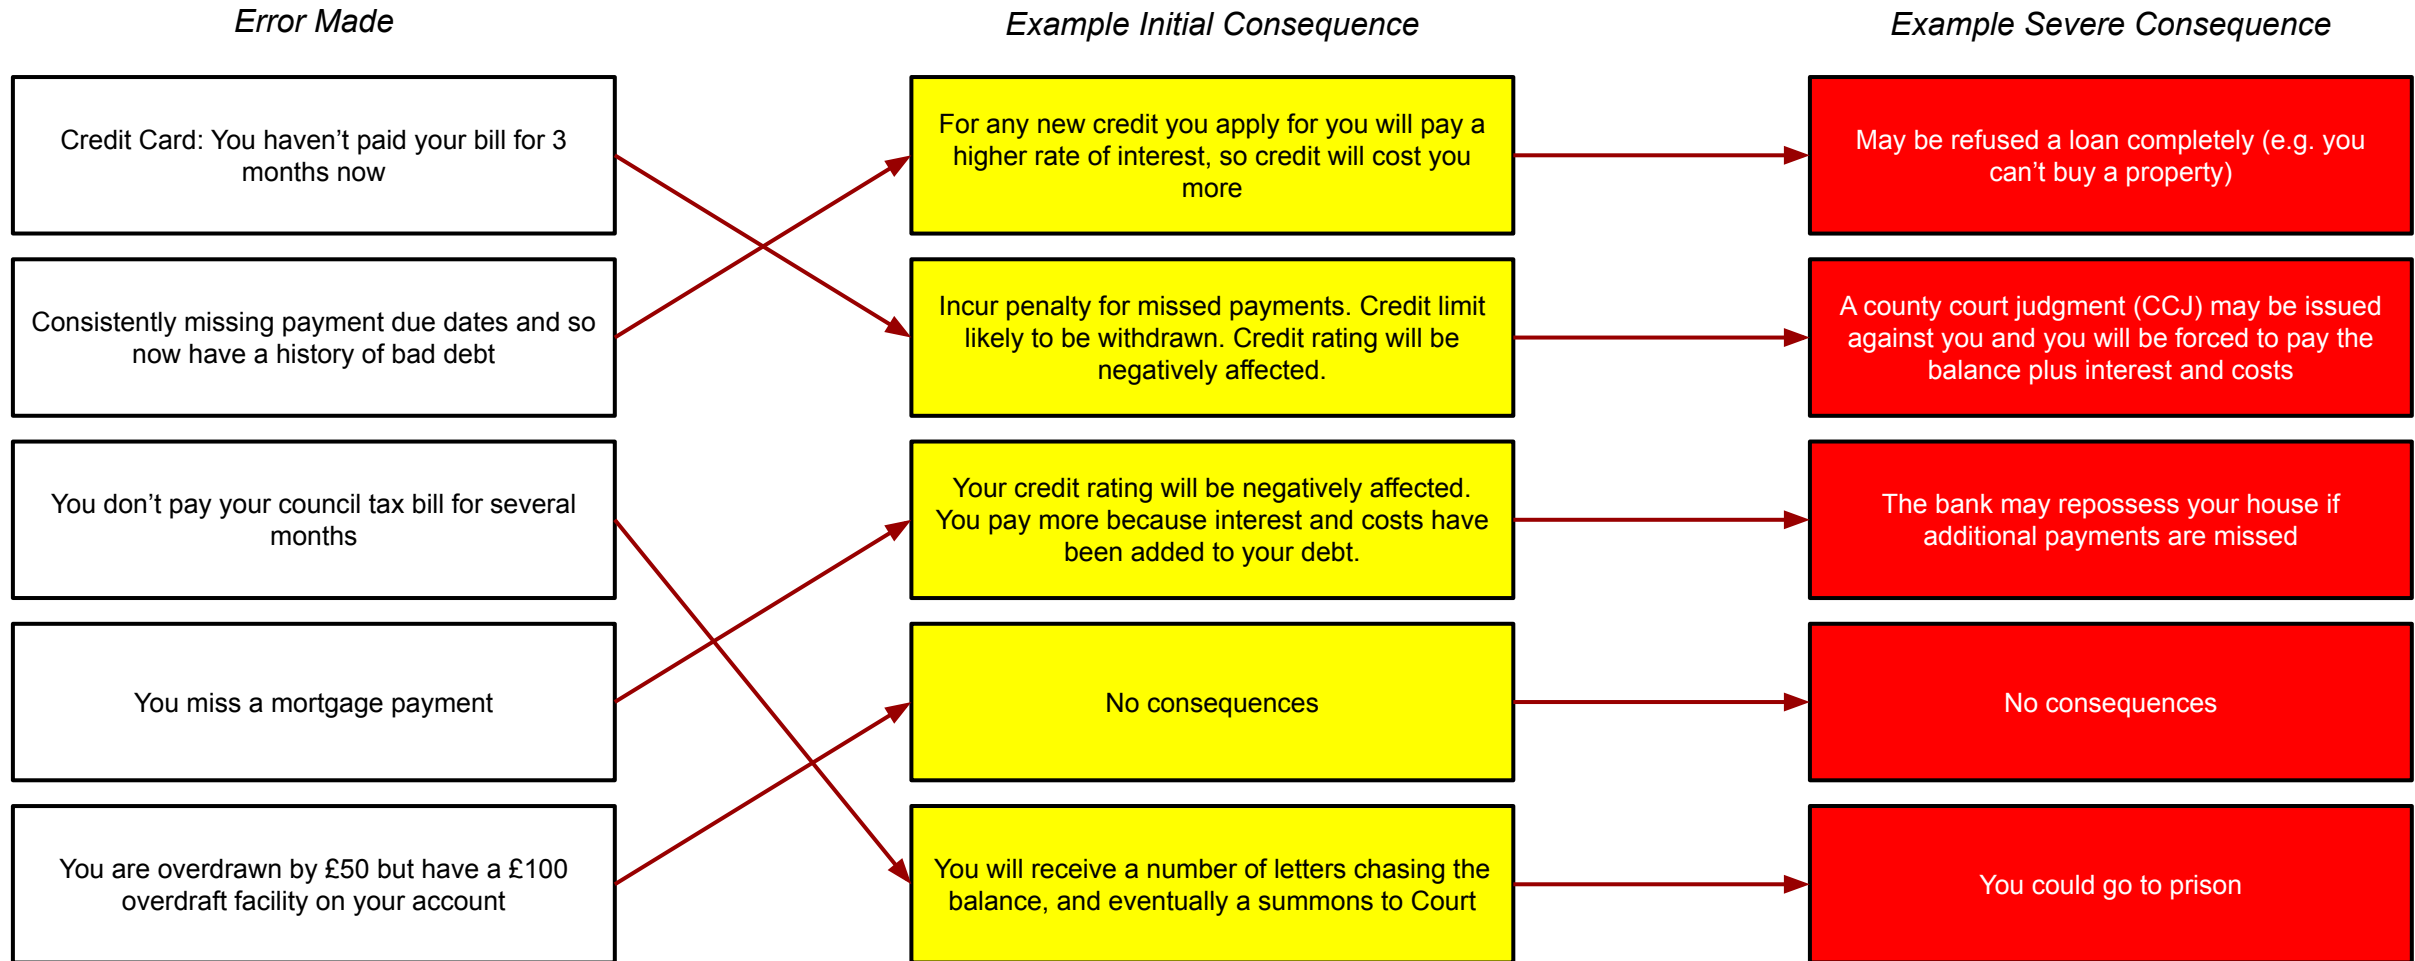 Error Made
Example Initial Consequence
Example Severe Consequence
Credit Card: You haven’t paid your bill for 3
months now
For any new credit you apply for you will pay a
higher rate of interest, so credit will cost you
more
May be refused a loan completely (e.g. you
can’t buy a property)
Consistently missing payment due dates and so
now have a history of bad debt
Incur penalty for missed payments. Credit limit
likely to be withdrawn. Credit rating will be
negatively affected.
A county court judgment (CCJ) may be issued
against you and you will be forced to pay the
balance plus interest and costs
You don’t pay your council tax bill for several
months
Your credit rating will be negatively affected.
You pay more because interest and costs have
been added to your debt.
The bank may repossess your house if
additional payments are missed
You miss a mortgage payment
No consequences
No consequences
You are overdrawn by £50 but have a £100
overdraft facility on your account
You will receive a number of letters chasing the
balance, and eventually a summons to Court
You could go to prison